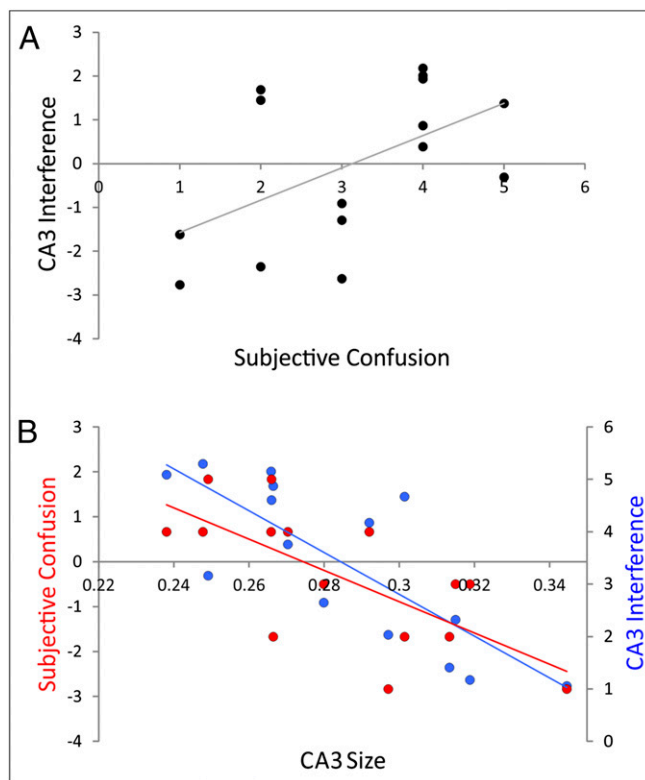 A
CA3 Interference
3
2
1
0
-1
-2
-3
-4
0 1 2 3 4 5 6
Subjective Confusion
B
Subjective Confusion
3
2
1
0
-1
-2
-3
-4
0.22 0.24 0.26 0.28 0.3 0.32 0.34
6
5
4
3
2
1
0
CA3 Interference
CA3 Size